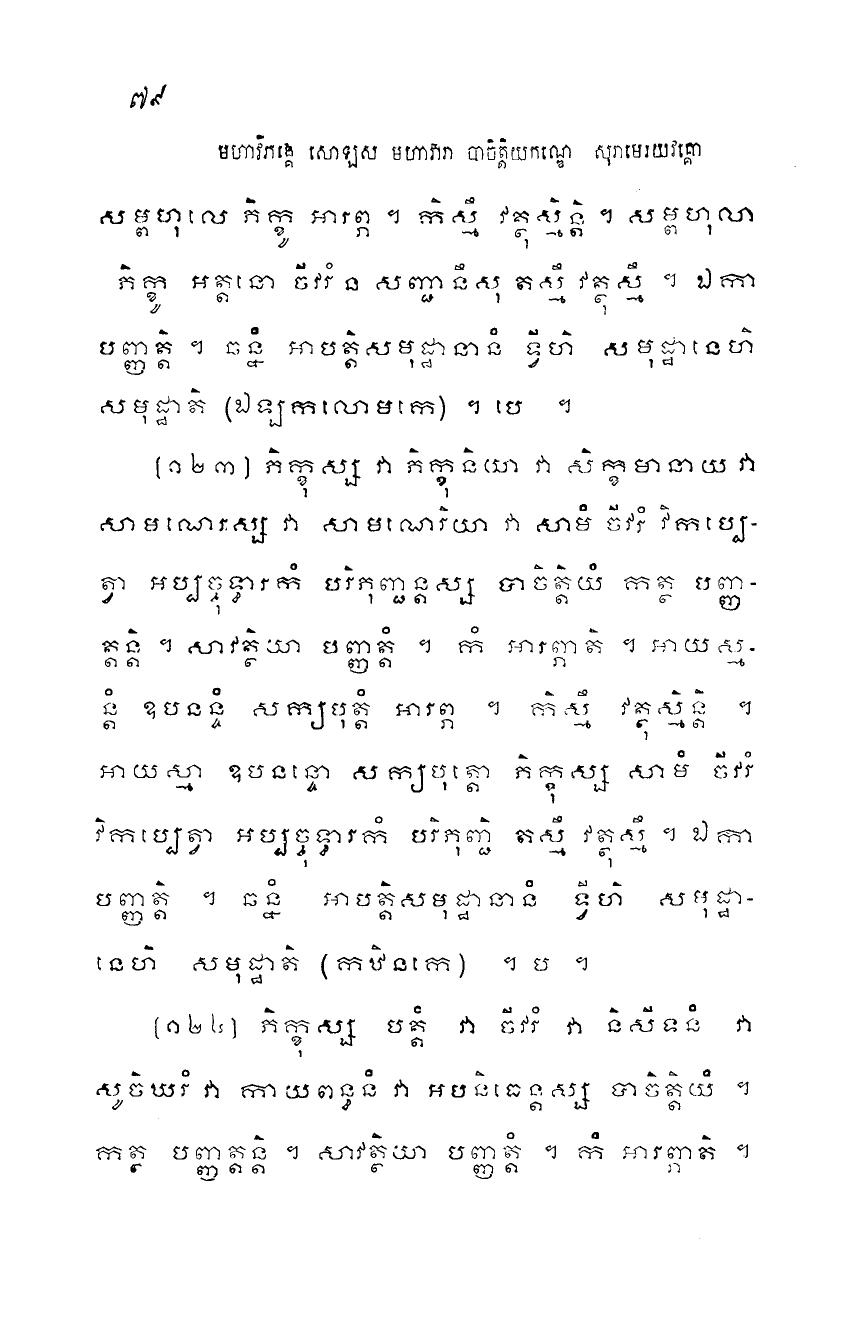 ៧៩
មហាវិភង្គេ សោឡស មហាវារា បាចិត្តិយកណ្ឌេ សុរាមេរយវគ្គោ
សម្ពហុលេ ភិក្ខូ អារព្ភ ។ កិស្មឹ វត្ថុស្មិន្តិ ។ សម្ពហុលា
ភិក្ខូ អត្តនោ ចីវរំ ន សញ្ជានឹសុ តស្មឹ វត្ថុស្មឹ ។ ឯកា
បញ្ញត្តិ ។ ឆន្នំ អាបត្តិសមុដ្ឋានានំ ទ្វីហិ សមុដ្ឋានេហិ
សមុដ្ឋាតិ (ឯឡកលោមកេ) ។ បេ ។
(១២៣) ភិក្ខុស្ស វា ភិក្ខុនិយា វា សិក្ខមានាយ វា
សាមណេរស្ស វា សាមណេរិយា វា សាមំ ចីវរំ វិកប្បេ-
ត្វា អប្បច្ចុទ្ធារកំ បរិភុញ្ជន្តស្ស បាចិត្តិយំ កត្ថ បញ្ញ-
ត្តន្តិ ។ សាវត្ថិយា បញ្ញត្តំ ។ កំ អារព្ភាតិ ។ អាយស្ម-
ន្តំ ឧបនន្ទំ សក្យបុត្តំ អារព្ភ ។ កិស្មឹ វត្ថុស្មិន្តិ ។
អាយស្មា ឧបនន្ទោ សក្យបុត្តោ ភិក្ខុស្ស សាមំ ចីវរំ
វិកប្បេត្វា អប្បច្ចុទ្ធារកំ បរិភុញ្ជិ តស្មឹ វត្ថុស្មឹ ។ ឯកា
បញ្ញត្តិ ។ ឆន្នំ អាបត្តិសមុដ្ឋានានំ ទ្វីហិ សមុដ្ឋា-
នេហិ សមុដ្ឋាតិ (កឋិនកេ) ។ ប ។
(១២៤) ភិក្ខុស្ស បត្តំ វា ចីវរំ វា និសីទនំ វា
សូចិឃរំ វា កាយពន្ធនំ វា អបនិធេន្តស្ស បាចិត្តិយំ ។
កត្ថ បញ្ញត្តន្តិ ។ សាវត្ថិយា បញ្ញត្តំ ។ កំ អារព្ភាតិ ។